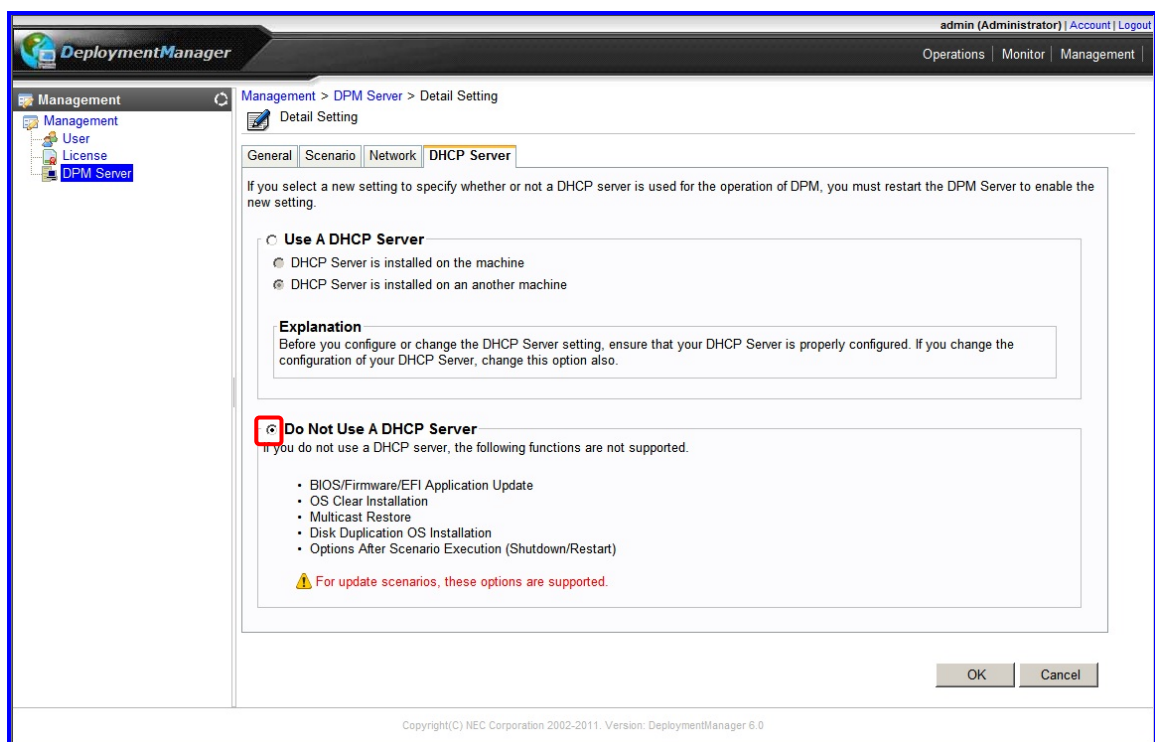 admin (Administrator) | Account | Logout
DeploymentManager
Operations | Monitor | Management |
Management
Management
User
License
DPM Server
Management > DPM Server > Detail Setting
Detail Setting
General Scenario Network DHCP Server
If you select a new setting to specify whether or not a DHCP server is used for the operation of DPM, you must restart the DPM Server to enable the
new setting.
Use A DHCP Server
DHCP Server is installed on the machine
DHCP Server is installed on an another machine
Explanation
Before you configure or change the DHCP Server setting, ensure that your DHCP Server is properly configured. If you change the
configuration of your DHCP Server, change this option also.
Do Not Use A DHCP Server
If you do not use a DHCP server, the following functions are not supported.
• BIOS/Firmware/EFI Application Update
• OS Clear Installation
• Multicast Restore
• Disk Duplication OS Installation
• Options After Scenario Execution (Shutdown/Restart)
For update scenarios, these options are supported.
OK Cancel
Copyright(C) NEC Corporation 2002-2011. Version: DeploymentManager 6.0